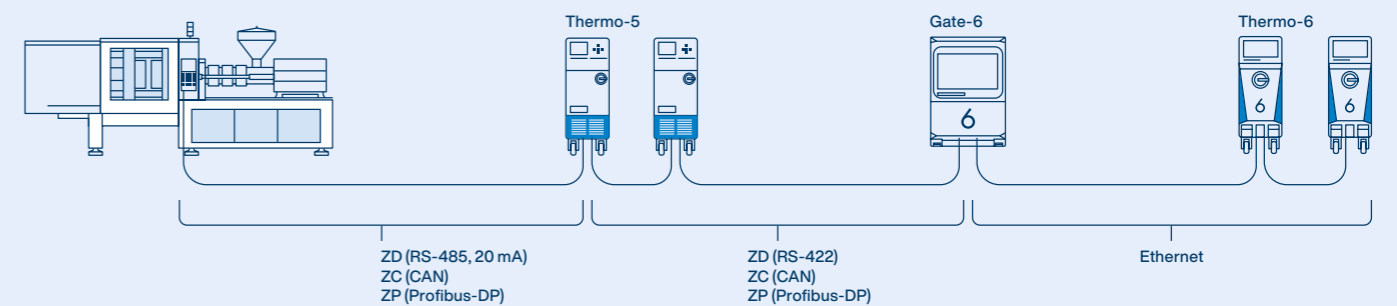 Thermo-5
Gate-6
Thermo-6
6
6
6
ZD (RS-485, 20 mA)
ZC (CAN)
ZP (Profibus-DP)
ZD (RS-422)
ZC (CAN)
ZP (Profibus-DP)
Ethernet